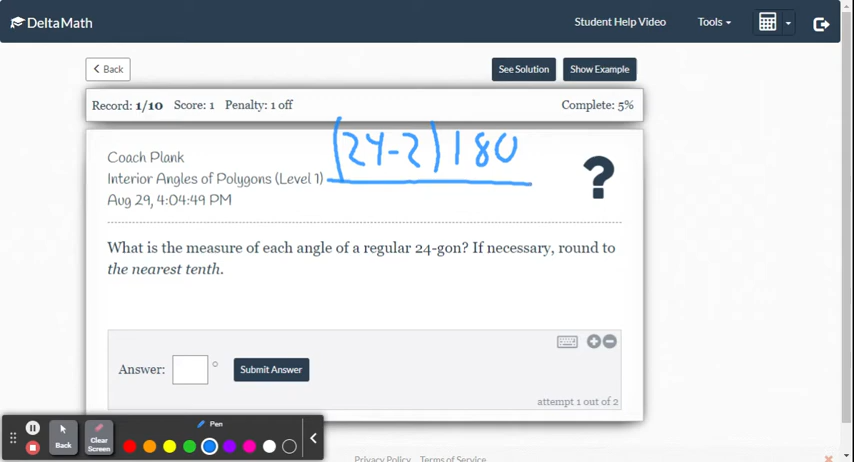 DeltaMath
Student Help Video
Tools
Back
See Solution
Show Example
Record: 1/10 Score: 1 Penalty: 1 off
Complete: 5%
(24-2)180
Coach Plank
Interior Angles of Polygons (Level 1)
Aug 29, 4:04:49 PM
?
What is the measure of each angle of a regular 24-gon? If necessary, round to
the nearest tenth.
Answer: °
Submit Answer
attempt 1 out of 2
Pen
Back
Clear
Screen
Privacy Policy Terms of Service